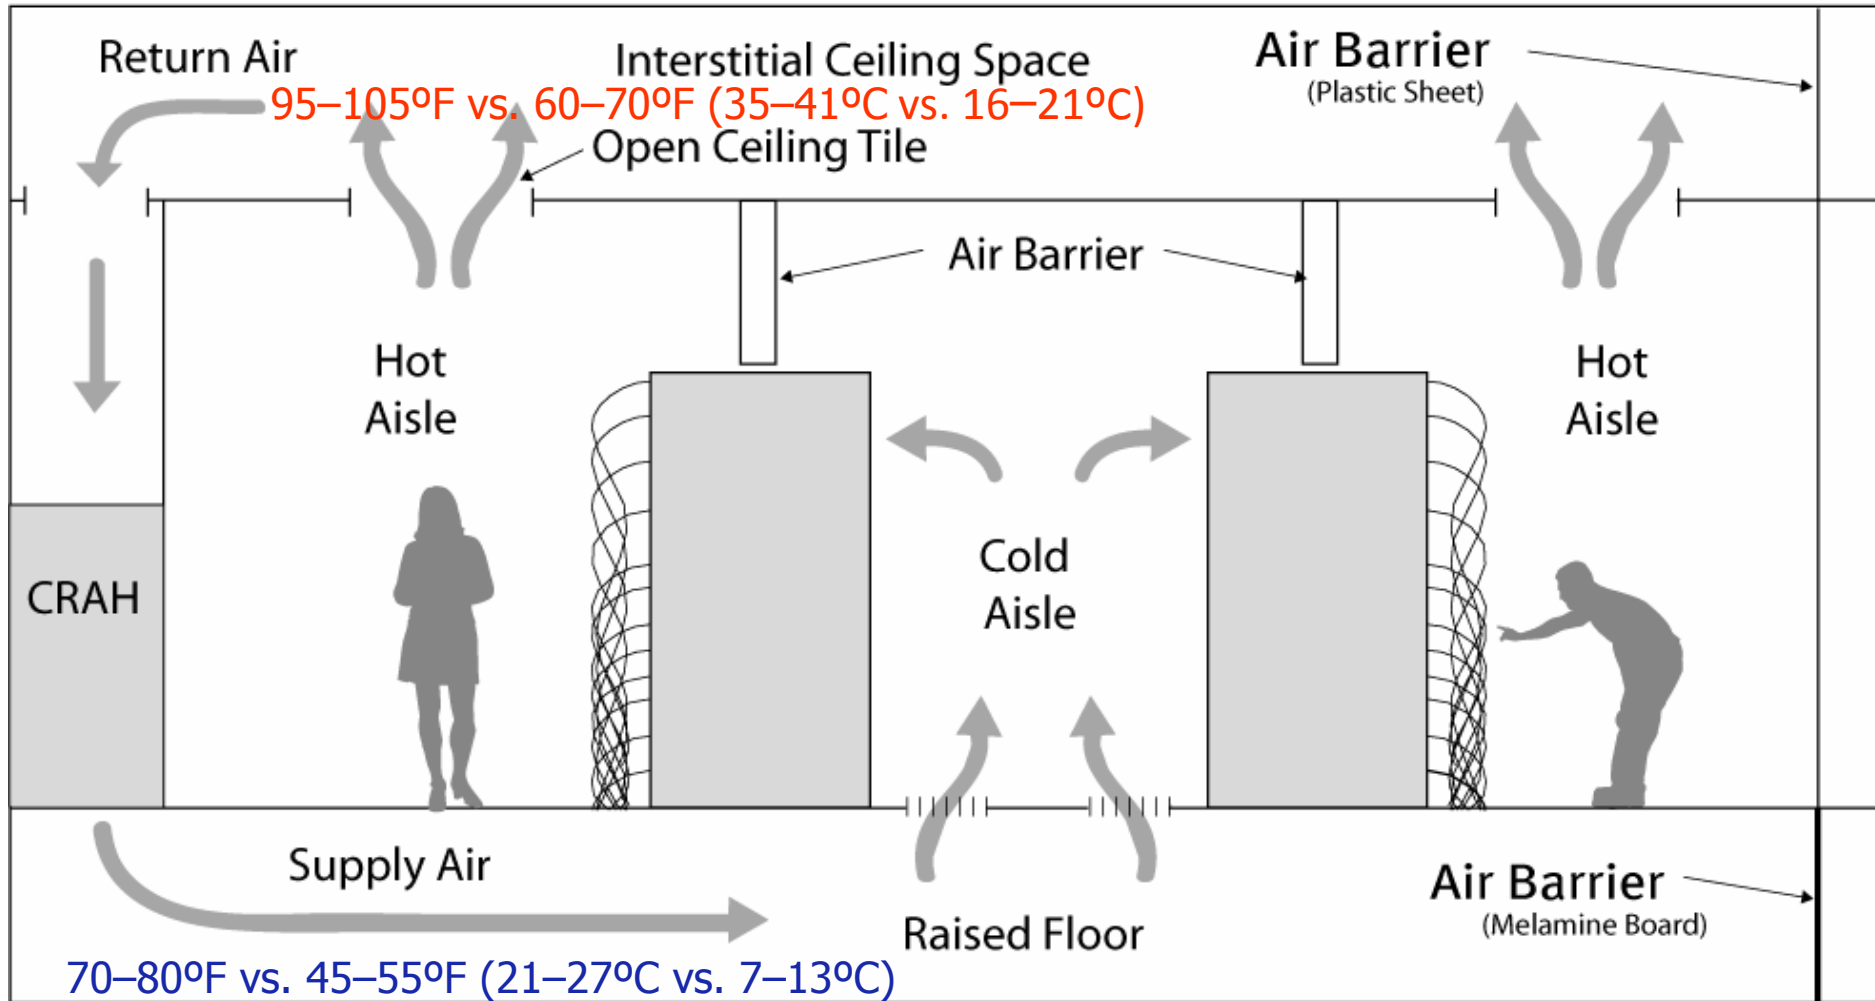 Return Air
Interstitial Ceiling Space
Air Barrier
(Plastic Sheet)
95–105ºF vs. 60–70ºF (35–41ºC vs. 16–21ºC)
Open Ceiling Tile
Air Barrier
Hot
Aisle
Hot
Aisle
Cold
Aisle
CRAH
Supply Air
Air Barrier
(Melamine Board)
Raised Floor
70–80ºF vs. 45–55ºF (21–27ºC vs. 7–13ºC)